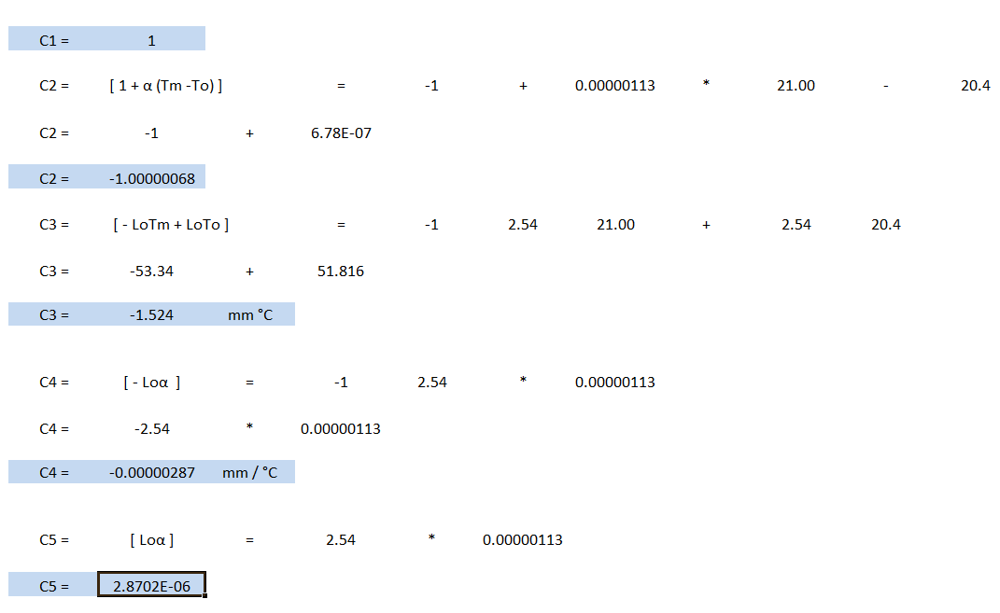 C1 = 1
C2 = [ 1 + α (Tm -To) ] = -1 + 0.00000113 * 21.00 - 20.4
C2 = -1 + 6.78E-07
C2 = -1.00000068
C3 = [ - LoTm + LoTo ] = -1 2.54 21.00 + 2.54 20.4
C3 = -53.34 + 51.816
C3 = -1.524 mm °C
C4 = [ - Loα ] = -1 2.54 * 0.00000113
C4 = -2.54 * 0.00000113
C4 = -0.00000287 mm / °C
C5 = [ Loα ] = 2.54 * 0.00000113
C5 = 2.8702E-06